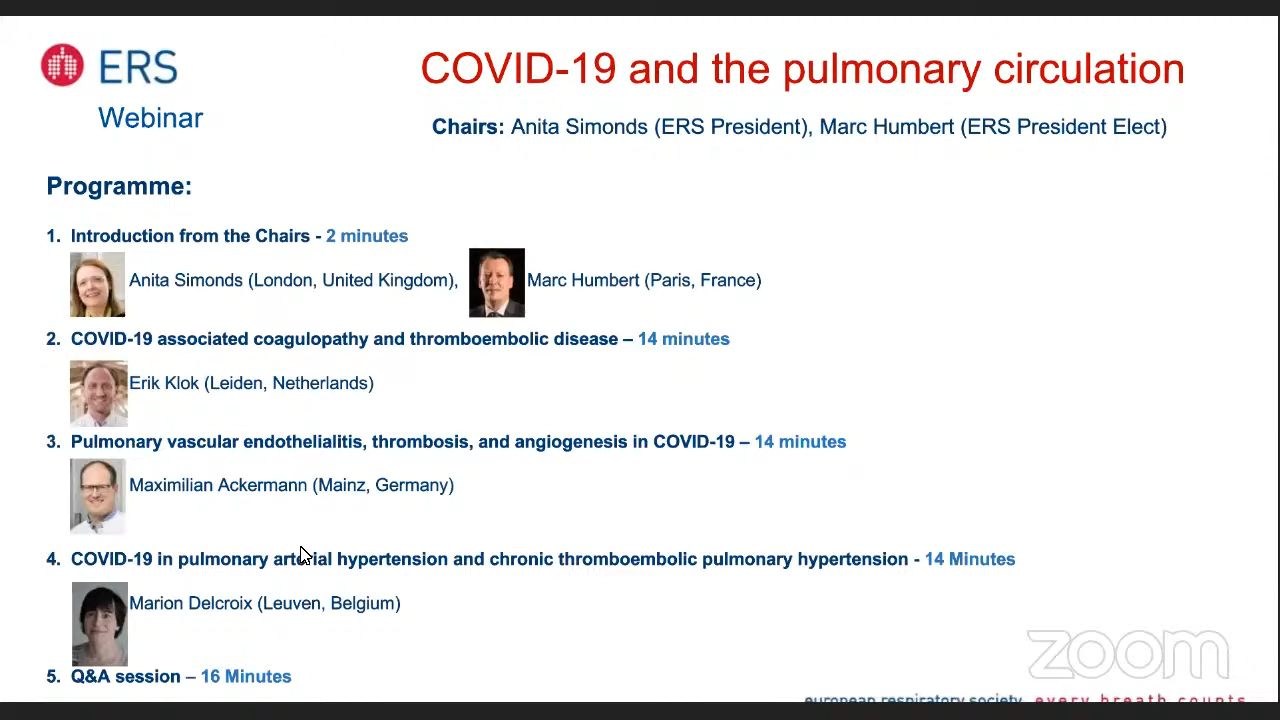 ERS
Webinar
COVID-19 and the pulmonary circulation
Chairs: Anita Simonds (ERS President), Marc Humbert (ERS President Elect)
Programme:
1. Introduction from the Chairs - 2 minutes
Anita Simonds (London, United Kingdom), Marc Humbert (Paris, France)
2. COVID-19 associated coagulopathy and thromboembolic disease – 14 minutes
Erik Klok (Leiden, Netherlands)
3. Pulmonary vascular endothelialitis, thrombosis, and angiogenesis in COVID-19 – 14 minutes
Maximilian Ackermann (Mainz, Germany)
4. COVID-19 in pulmonary arterial hypertension and chronic thromboembolic pulmonary hypertension - 14 Minutes
Marion Delcroix (Leuven, Belgium)
5. Q&A session – 16 Minutes
zoom
european respiratory society every breath counts